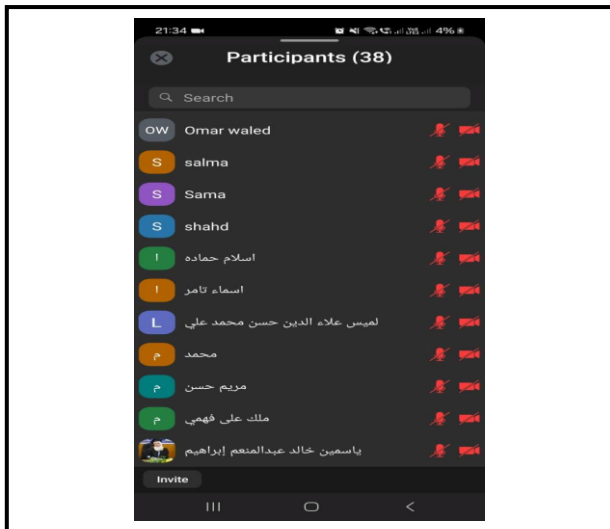 21:34
4%
Participants (38)
Search
OW Omar waled
S salma
S Sama
S shahd
ا اسلام حماده
ا اسماء تامر
L لميس علاء الدين حسن محمد علي
م محمد
م مريم حسن
م ملك على فهمي
ياسمين خالد عبدالمنعم إبراهيم
Invite